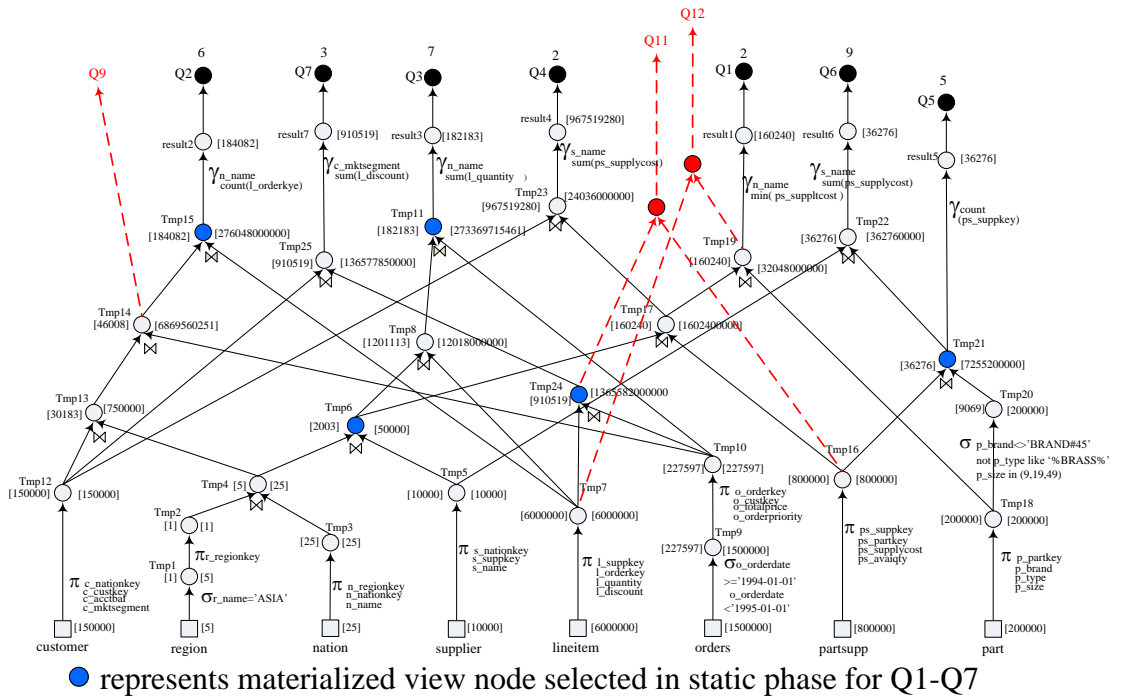 Q12
Q11
6
3
7
2
2
9
5
Q9
Q2
Q7
Q3
Q4
Q1
Q6
Q5
result2
[184082]
result7
[910519]
result3
[182183]
result4
[967519280]
result1
[160240]
result6
[36276]
result5
[36276]
γn_name
count(l_orderkye)
γc_mktsegment
sum(l_discount)
γn_name
sum(l_quantity )
γs_name
sum(ps_supplycost)
γn_name
min( ps_suppltcost)
γs_name
sum(ps_supplycost)
γcount
(ps_suppkey)
Tmp15
[184082]
[276048000000]
Tmp25
[910519]
[136577850000]
Tmp11
[182183]
[273369715461]
Tmp23
[967519280]
[24036000000]
Tmp19
[160240]
[32048000000]
Tmp22
[36276]
[362760000]
Tmp14
[46008]
[6869560251]
Tmp8
[1201113]
[12018000000]
Tmp17
[160240]
[1602400000]
Tmp21
[36276]
[7255200000]
Tmp13
[30183]
[750000]
Tmp6
[2003]
[50000]
Tmp24
[910519]
[1365582000000
Tmp20
[9069]
[200000]
σ p_brand<>'BRAND#45'
not p_type like '%BRASS%'
p_size in (9,19,49)
Tmp12
[150000]
[150000]
Tmp4
[5]
[25]
Tmp5
[10000]
[10000]
Tmp7
[6000000]
[6000000]
Tmp10
[227597]
[227597]
Tmp16
[800000]
[800000]
Tmp18
[200000]
[200000]
Tmp2
[1]
[1]
Tmp3
[25]
[25]
π o_orderkey
o_custkey
o_totalprice
o_orderpriority
Tmp9
[227597]
[1500000]
πr_regionkey
Tmp1
[1]
[5]
σr_name='ASIA'
π c_nationkey
c_custkey
c_acctbal
c_mktsegment
π n_regionkey
n_nationkey
n_name
π s_nationkey
s_suppkey
s_name
π l_suppkey
l_orderkey
l_quantity
l_discount
σo_orderdate
>='1994-01-01'
o_orderdate
<'1995-01-01'
π ps_suppkey
ps_partkey
ps_supplycost
ps_avaiqty
π p_partkey
p_brand
p_type
p_size
[150000]
[5]
[25]
[10000]
[6000000]
[1500000]
[800000]
[200000]
customer
region
nation
supplier
lineitem
orders
partsupp
part
represents materialized view node selected in static phase for Q1-Q7